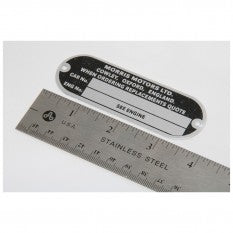 MORRIS MOTORS LTD.
COWLEY, OXFORD, ENGLAND.
WHEN ORDERING REPLACEMENTS QUOTE
CAR No.
ENG No.
SEE ENGINE
1 2 3 4
U.S.A.
STAINLESS STEEL